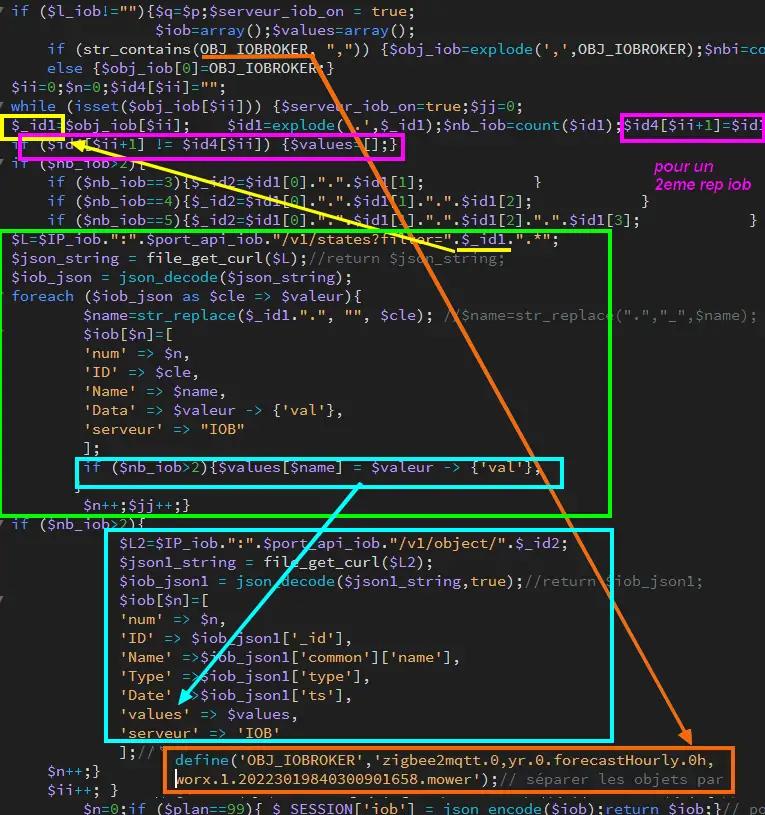 if ($l_iob!=""){$q=$p;$serveur_iob_on = true;
$iob=array();$values=array();
if (str_contains(OBJ_IOBROKER, ",")) {$obj_iob=explode(',',OBJ_IOBROKER);$nbi=co
else {$obj_iob[0]=OBJ_IOBROKER;}
$ii=0;$n=0;$id4[$ii]="";
while (isset($obj_iob[$ii])) {$serveur_iob_on=true;$jj=0;
$_id1=$obj_iob[$ii]; $id1=explode('.',$_id1);$nb_iob=count($id1);$id4[$ii+1]=$id1
if ($id4[$ii+1] != $id4[$ii]) {$values=[];}
pour un
2eme rep iob
if ($nb_iob>2){
if ($nb_iob==3){$_id2=$id1[0].".".$id1[1]; }
if ($nb_iob==4){$_id2=$id1[0].".".$id1[1].".".$id1[2]; }
if ($nb_iob==5){$_id2=$id1[0].".".$id1[1].".".$id1[2].".".$id1[3]; }
$L=$IP_iob.":".$port_api_iob."/v1/states?filter=".$_id1.".*";
$json_string = file_get_curl($L);//return $json_string;
$iob_json = json_decode($json_string);
foreach ($iob_json as $cle => $valeur){
$name=str_replace($_id1.".", "", $cle); //$name=str_replace(".","_",$name);
$iob[$n]=[
'num' => $n,
'ID' => $cle,
'Name' => $name,
'Data' => $valeur -> {'val'},
'serveur' => "IOB"
];
if ($nb_iob>2){$values[$name] = $valeur -> {'val'};
}
$n++;$jj++;}
if ($nb_iob>2){
$L2=$IP_iob.":".$port_api_iob."/v1/object/".$_id2;
$json1_string = file_get_curl($L2);
$iob_json1 = json_decode($json1_string,true);//return $iob_json1;
$iob[$n]=[
'num' => $n,
'ID' => $iob_json1['_id'],
'Name' =>$iob_json1['common']['name'],
'Type' =>$iob_json1['type'],
'Date' =>$iob_json1['ts'],
'values' => $values,
'serveur' => 'IOB'
];//
define('OBJ_IOBROKER','zigbee2mqtt.0,yr.0.forecastHourly.0h,
worx.1.20223019840300901658.mower');// séparer les objets par
$n++;}
$ii++; }
$n=0;if ($plan==99){ $_SESSION['iob'] = json_encode($iob);return $iob;}// po